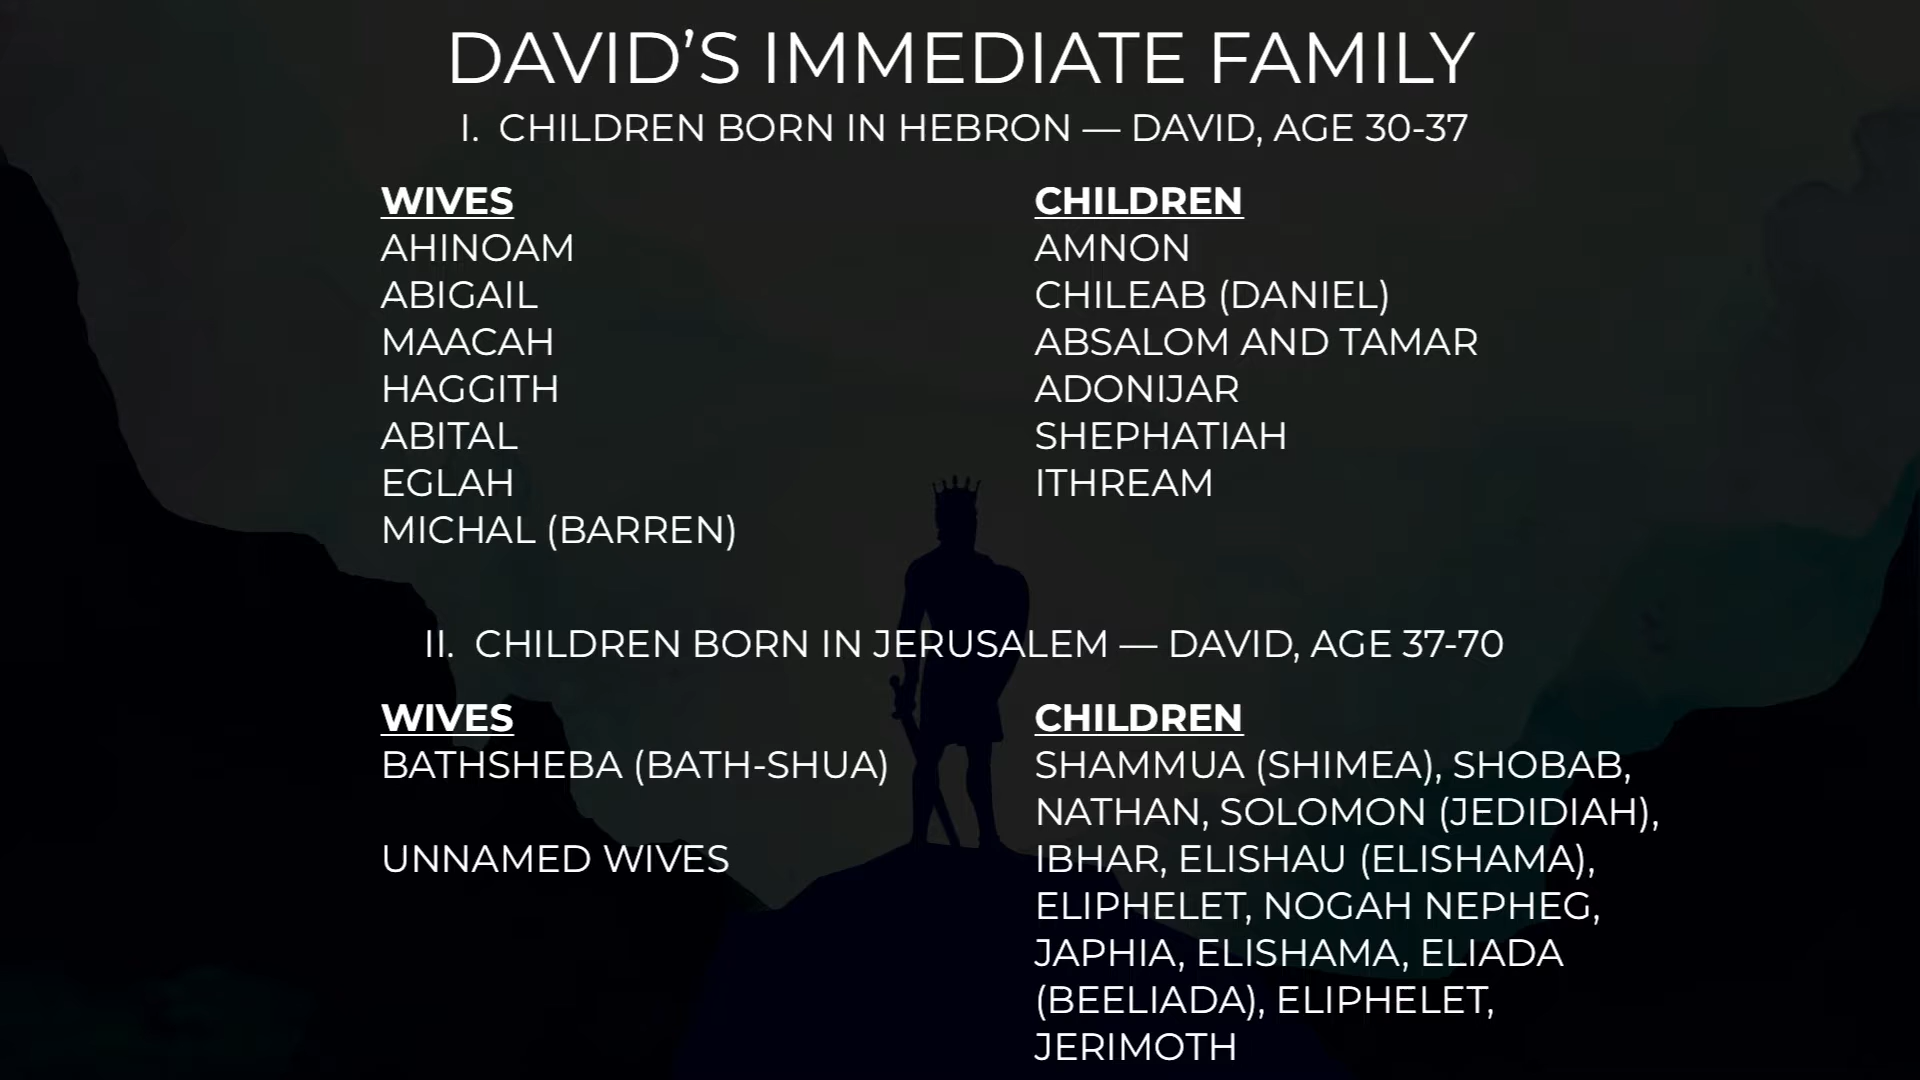 DAVID’S IMMEDIATE FAMILY
I. CHILDREN BORN IN HEBRON — DAVID, AGE 30-37
WIVES
AHINOAM
ABIGAIL
MAACAH
HAGGITH
ABITAL
EGLAH
MICHAL (BARREN)
CHILDREN
AMNON
CHILEAB (DANIEL)
ABSALOM AND TAMAR
ADONIJAR
SHEPHATIAH
ITHREAM
II. CHILDREN BORN IN JERUSALEM — DAVID, AGE 37-70
WIVES
BATHSHEBA (BATH-SHUA)
UNNAMED WIVES
CHILDREN
SHAMMUA (SHIMEA), SHOBAB,
NATHAN, SOLOMON (JEDIDIAH),
IBHAR, ELISHAU (ELISHAMA),
ELIPHELET, NOGAH NEPHEG,
JAPHIA, ELISHAMA, ELIADA
(BEELIADA), ELIPHELET,
JERIMOTH